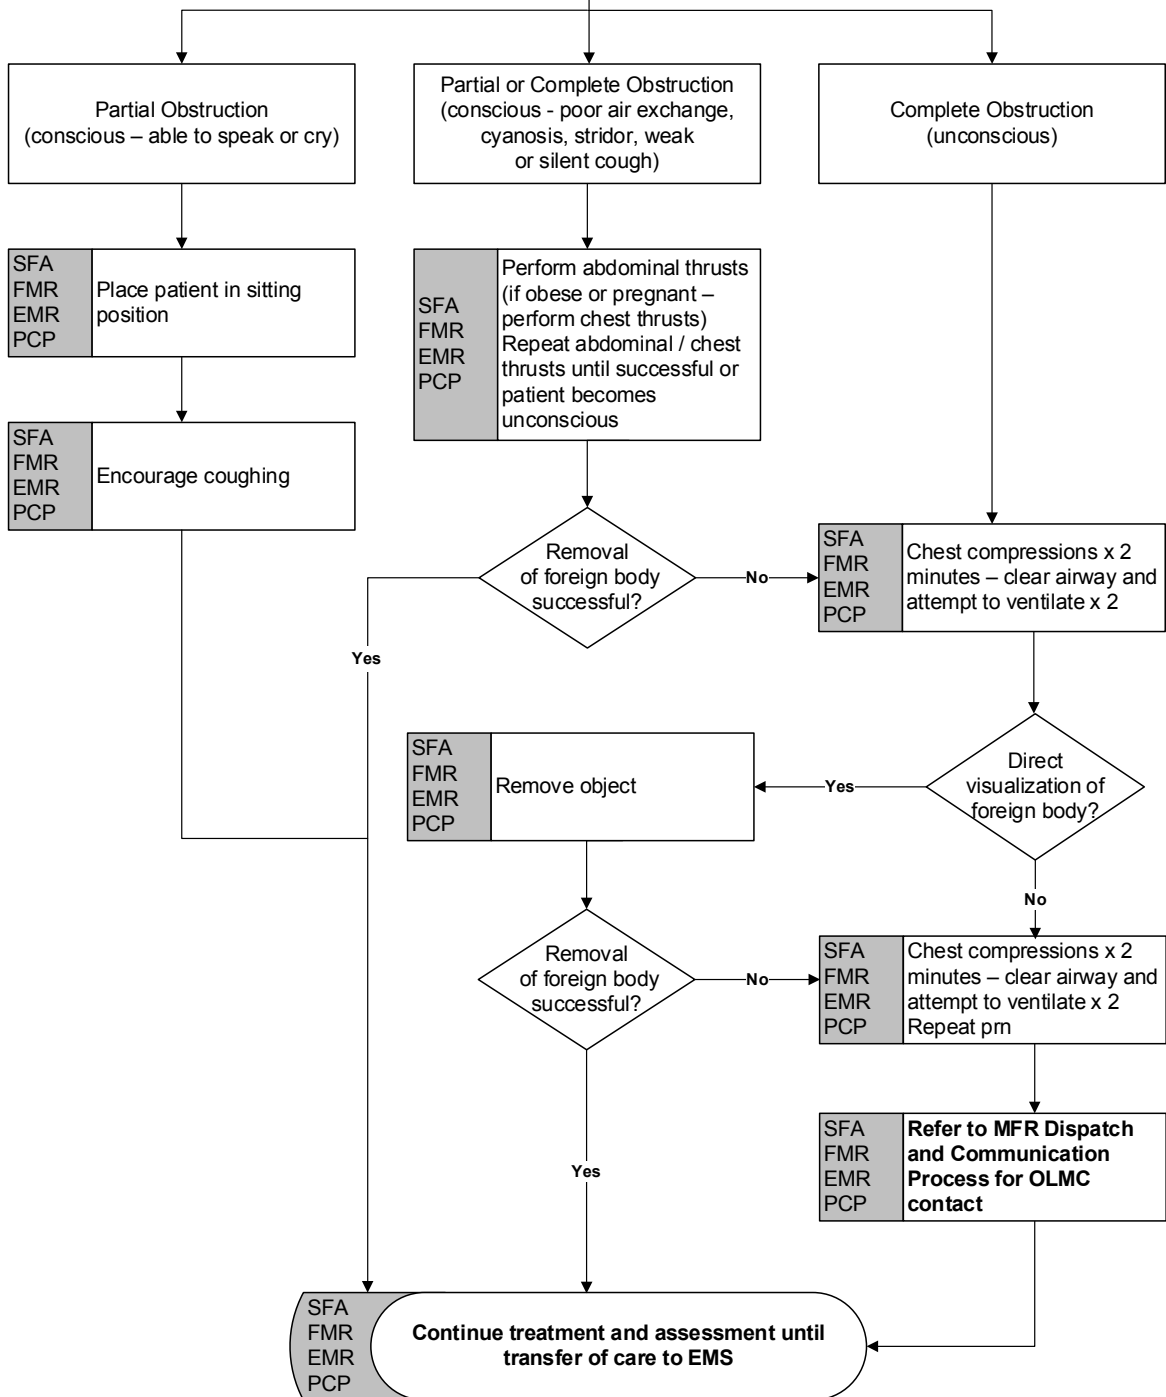 Partial Obstruction
(conscious – able to speak or cry)
Partial or Complete Obstruction
(conscious - poor air exchange,
cyanosis, stridor, weak
or silent cough)
Complete Obstruction
(unconscious)
SFA
FMR
EMR
PCP
Place patient in sitting
position
SFA
FMR
EMR
PCP
Perform abdominal thrusts
(if obese or pregnant –
perform chest thrusts)
Repeat abdominal / chest
thrusts until successful or
patient becomes
unconscious
SFA
FMR
EMR
PCP
Encourage coughing
Removal
of foreign body
successful?
No
Yes
SFA
FMR
EMR
PCP
Chest compressions x 2
minutes – clear airway and
attempt to ventilate x 2
Direct
visualization of
foreign body?
Yes
No
SFA
FMR
EMR
PCP
Remove object
Removal
of foreign body
successful?
No
Yes
SFA
FMR
EMR
PCP
Chest compressions x 2
minutes – clear airway and
attempt to ventilate x 2
Repeat prn
SFA
FMR
EMR
PCP
Refer to MFR Dispatch
and Communication
Process for OLMC
contact
SFA
FMR
EMR
PCP
Continue treatment and assessment until
transfer of care to EMS